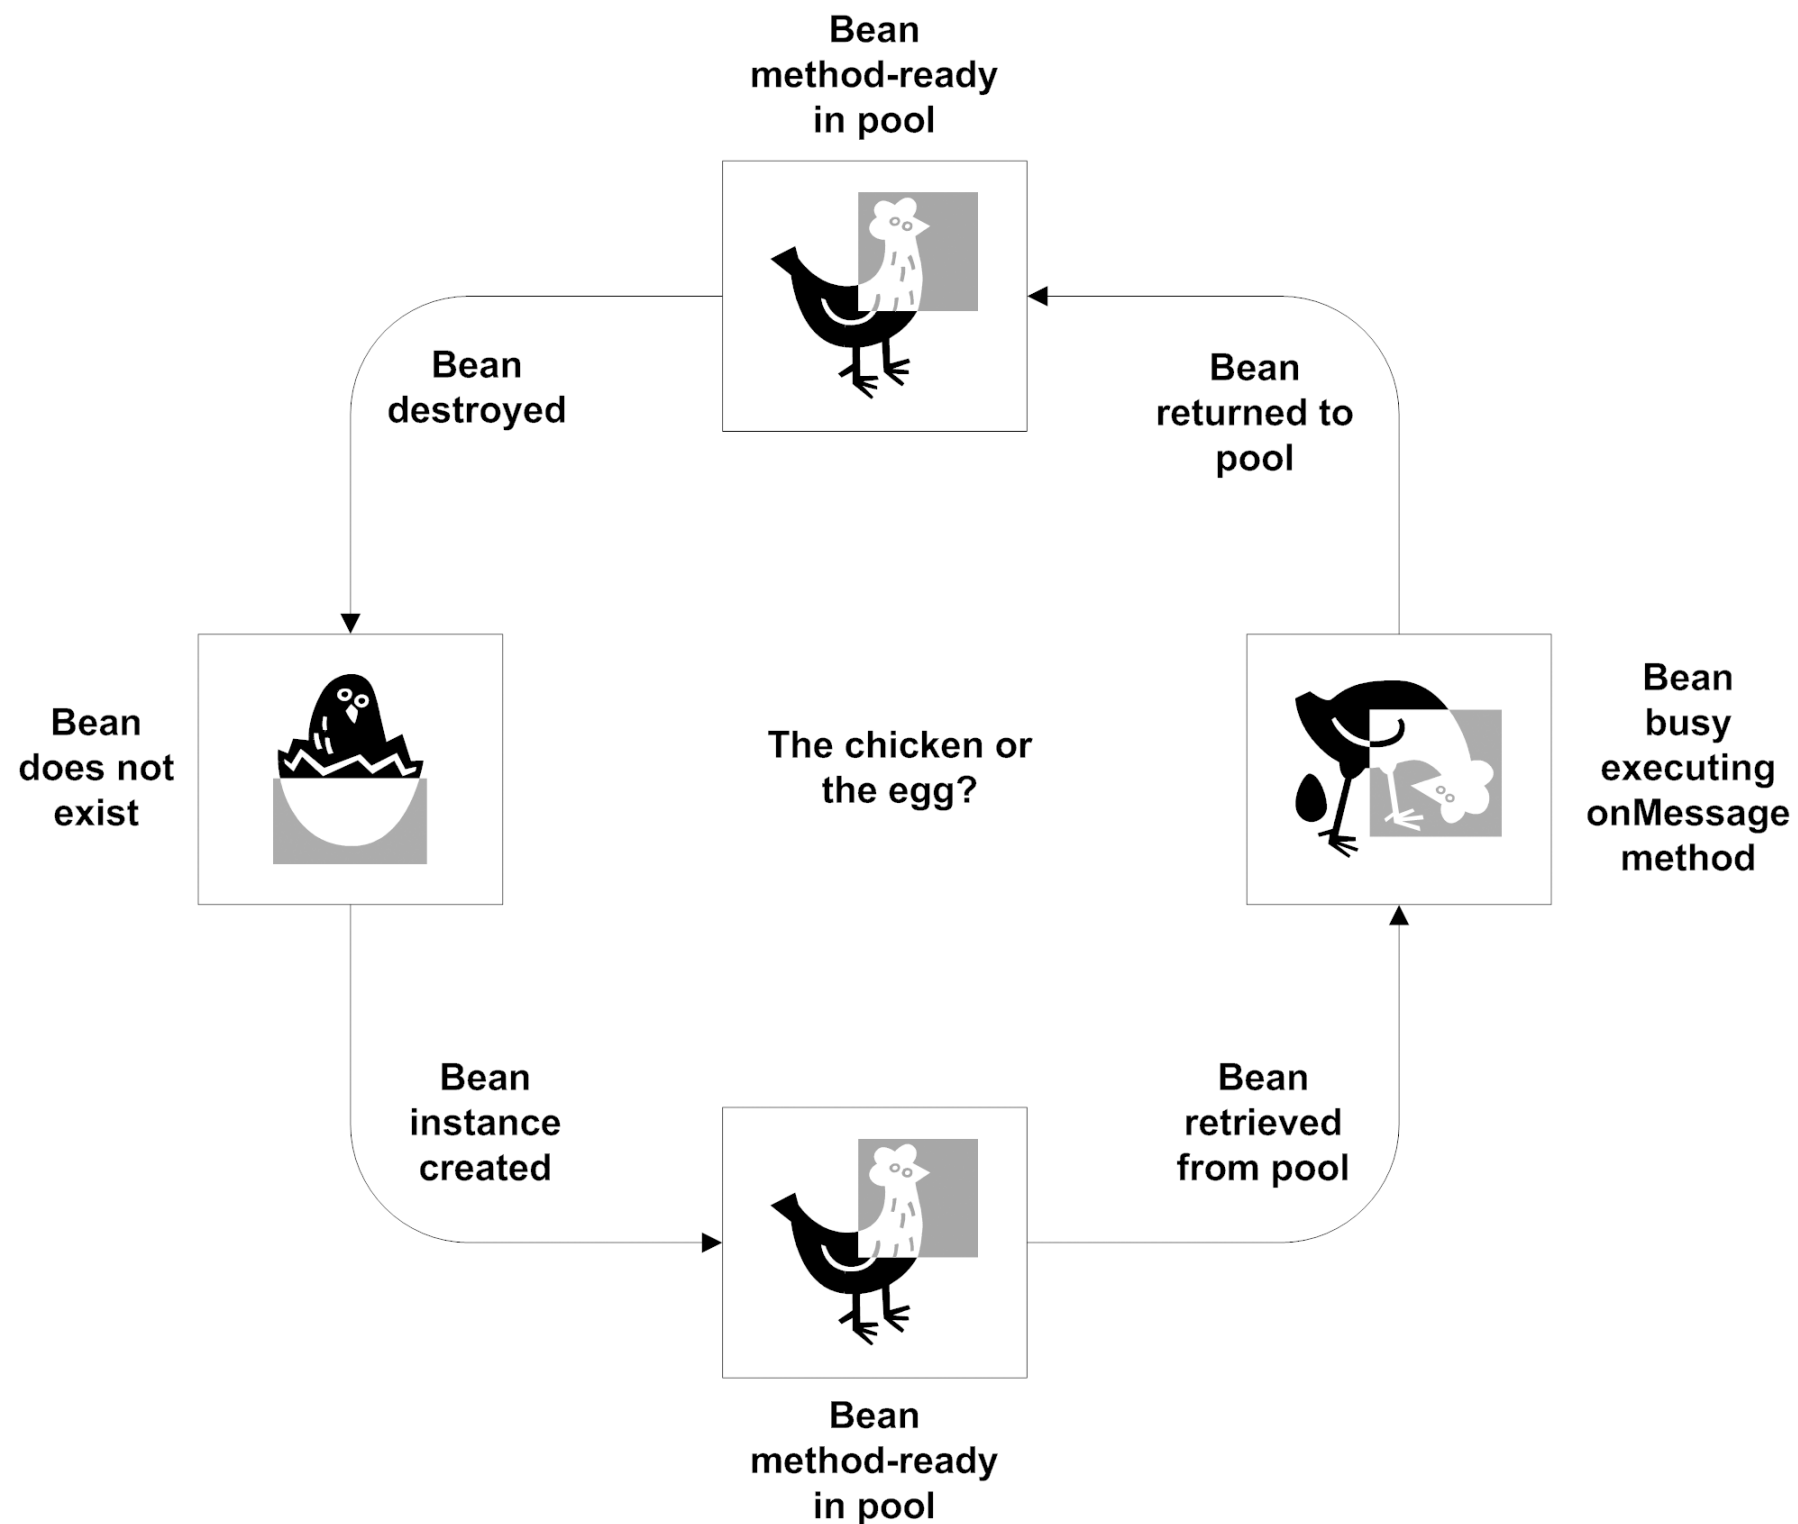 Bean
method-ready
in pool
Bean
destroyed
Bean
returned to
pool
Bean
does not
exist
The chicken or
the egg?
Bean
busy
executing
onMessage
method
Bean
instance
created
Bean
retrieved
from pool
Bean
method-ready
in pool